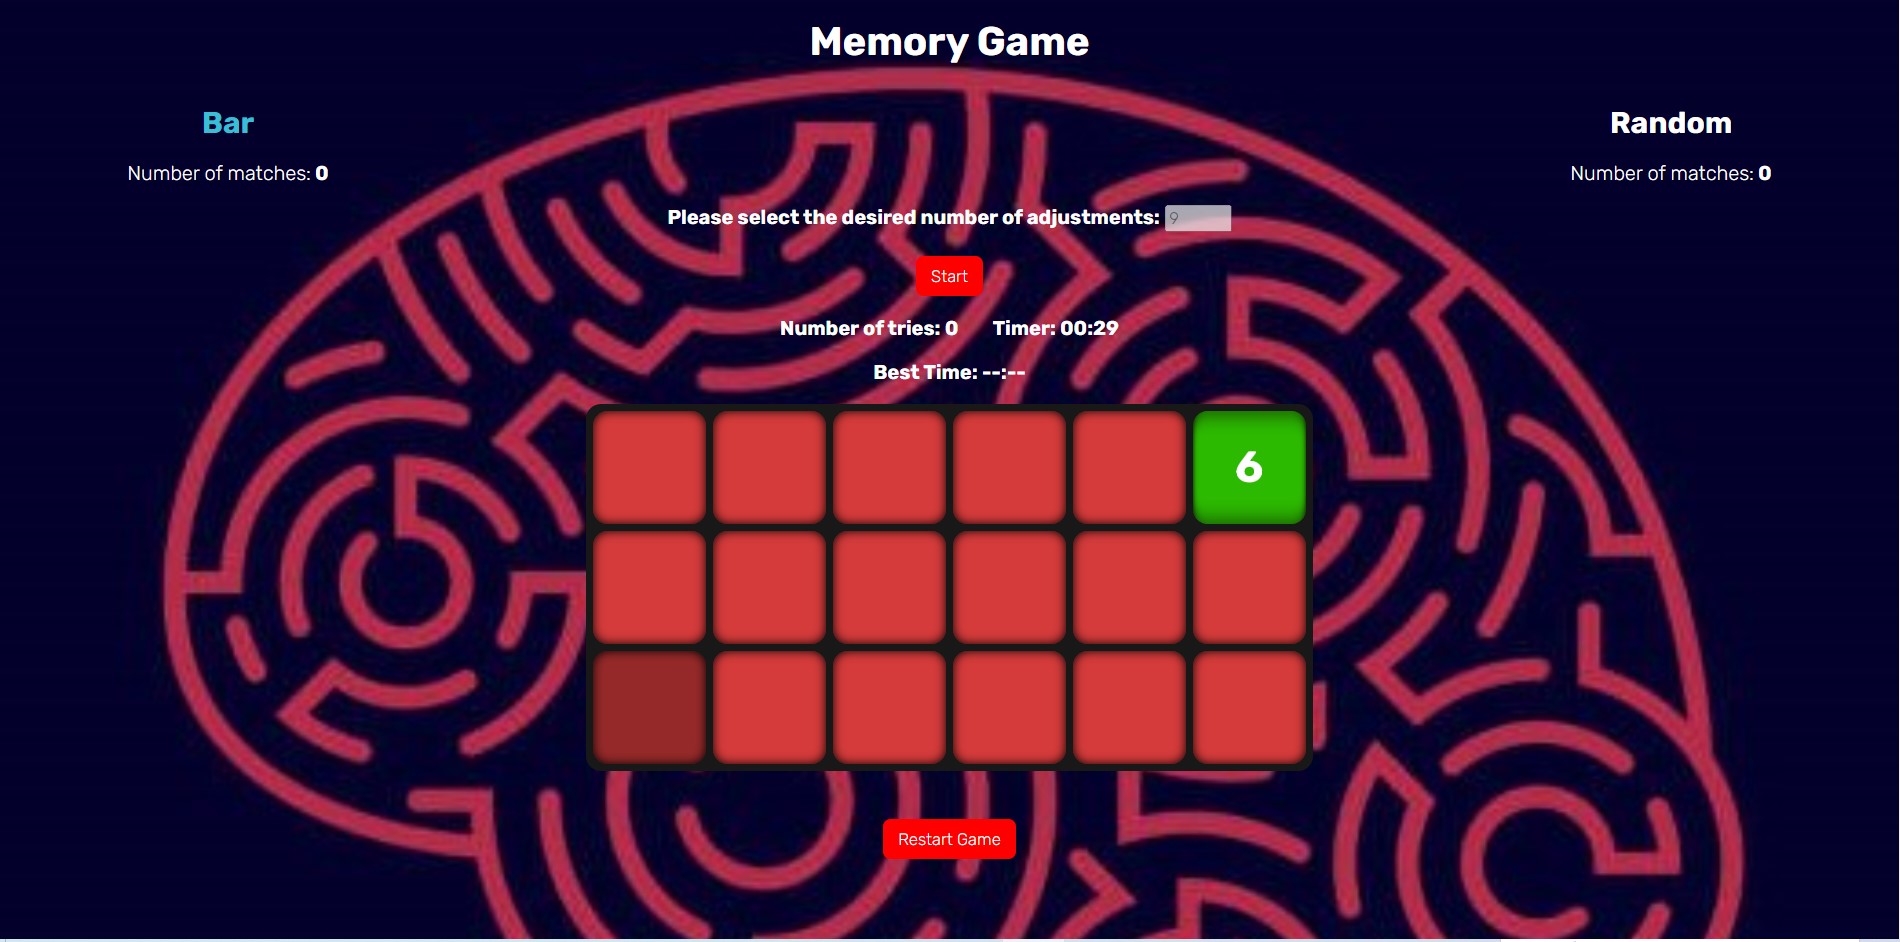 Memory Game
Bar
Number of matches: 0
Random
Number of matches: 0
Please select the desired number of adjustments: 9
Start
Number of tries: 0 Timer: 00:29
Best Time: --:--
6
Restart Game